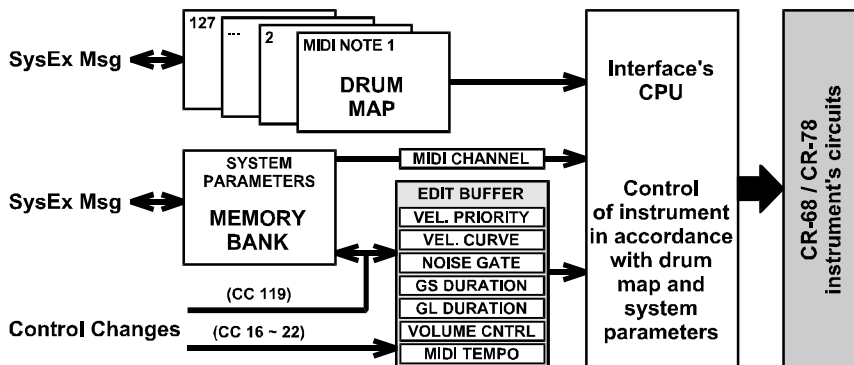 127
---
2
MIDI NOTE 1
DRUM
MAP
SysEx Msg
Interface's
CPU
SYSTEM
PARAMETERS
MEMORY
BANK
SysEx Msg
MIDI CHANNEL
EDIT BUFFER
VEL. PRIORITY
VEL. CURVE
NOISE GATE
GS DURATION
GL DURATION
VOLUME CNTRL
MIDI TEMPO
Control
of instrument
in accordance
with drum
map and
system
parameters
(CC 119)
Control Changes
(CC 16 ~ 22)
CR-68 / CR-78
instrument's circuits